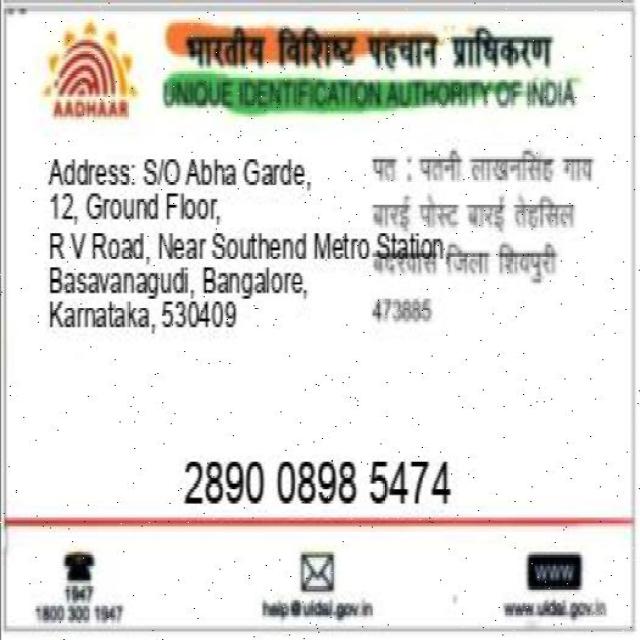 भारतीय विशिष्ट पहचान प्राधिकरण
AADHAAR
UNIQUE IDENTIFICATION AUTHORITY OF INDIA
Address: S/O Abha Garde,
12, Ground Floor,
R V Road, Near Southend Metro Station,
Basavanagudi, Bangalore,
Karnataka, 530409
पत : पतनी लाखनसिंह गाव
बारई पोस्ट बारई तेहसिल
बदरवास जिला शिवपुरी
473885
2890 0898 5474
1947
1800 300 1947
help@uidai.gov.in
www
www.uidai.gov.in